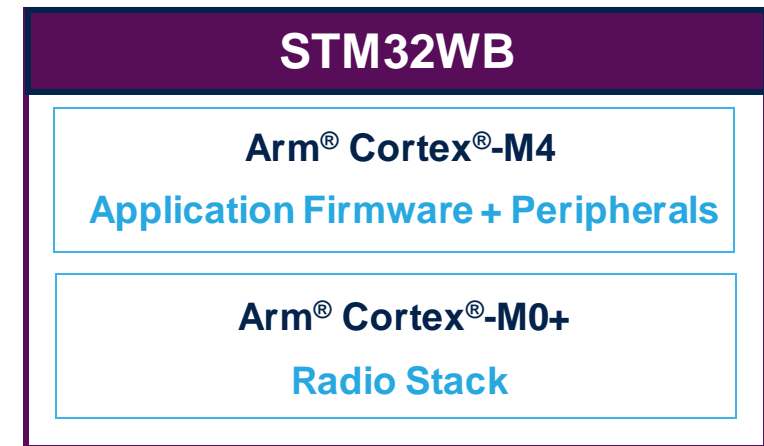 STM32WB
Arm® Cortex®-M4
Application Firmware + Peripherals
Arm® Cortex®-M0+
Radio Stack